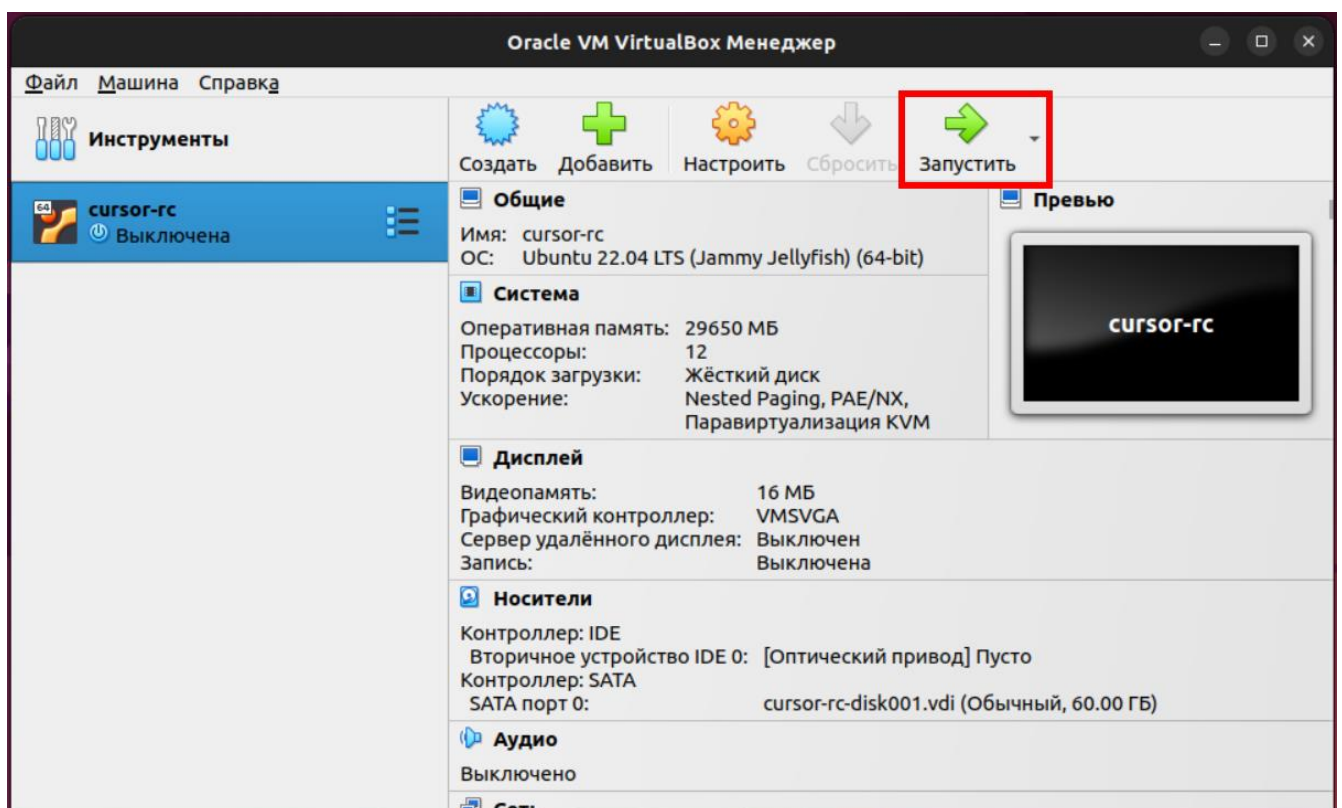 Oracle VM VirtualBox Менеджер
Файл Машина Справка
Инструменты
Создать Добавить Настроить Сбросить Запустить
64
cursor-rc
Выключена
Общие
Имя: cursor-rc
ОС: Ubuntu 22.04 LTS (Jammy Jellyfish) (64-bit)
Превью
cursor-rc
Система
Оперативная память: 29650 МБ
Процессоры: 12
Порядок загрузки: Жёсткий диск
Ускорение: Nested Paging, PAE/NX,
Паравиртуализация KVM
Дисплей
Видеопамять: 16 МБ
Графический контроллер: VMSVGA
Сервер удалённого дисплея: Выключен
Запись: Выключена
Носители
Контроллер: IDE
Вторичное устройство IDE 0: [Оптический привод] Пусто
Контроллер: SATA
SATA порт 0: cursor-rc-disk001.vdi (Обычный, 60.00 ГБ)
Аудио
Выключено